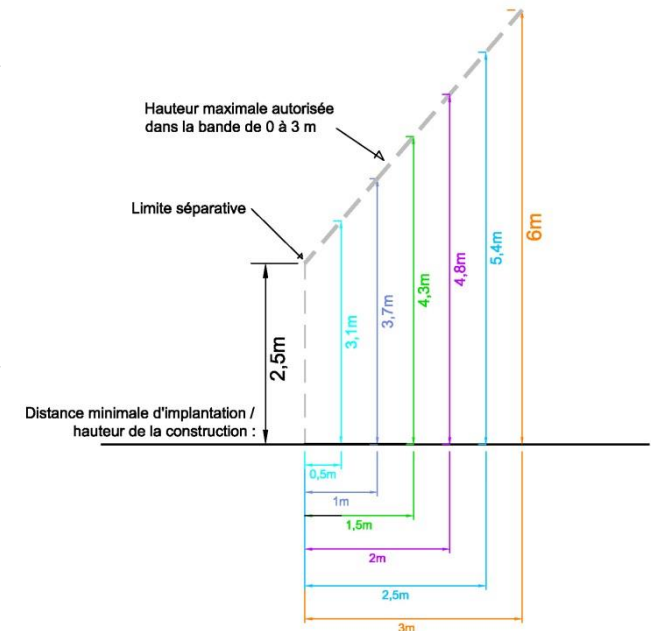 Hauteur maximale autorisée
dans la bande de 0 à 3 m
Limite séparative
2,5m
3,1m
3,7m
4,3m
4,8m
5,4m
6m
Distance minimale d'implantation /
hauteur de la construction :
0,5m
1m
1,5m
2m
2,5m
3m